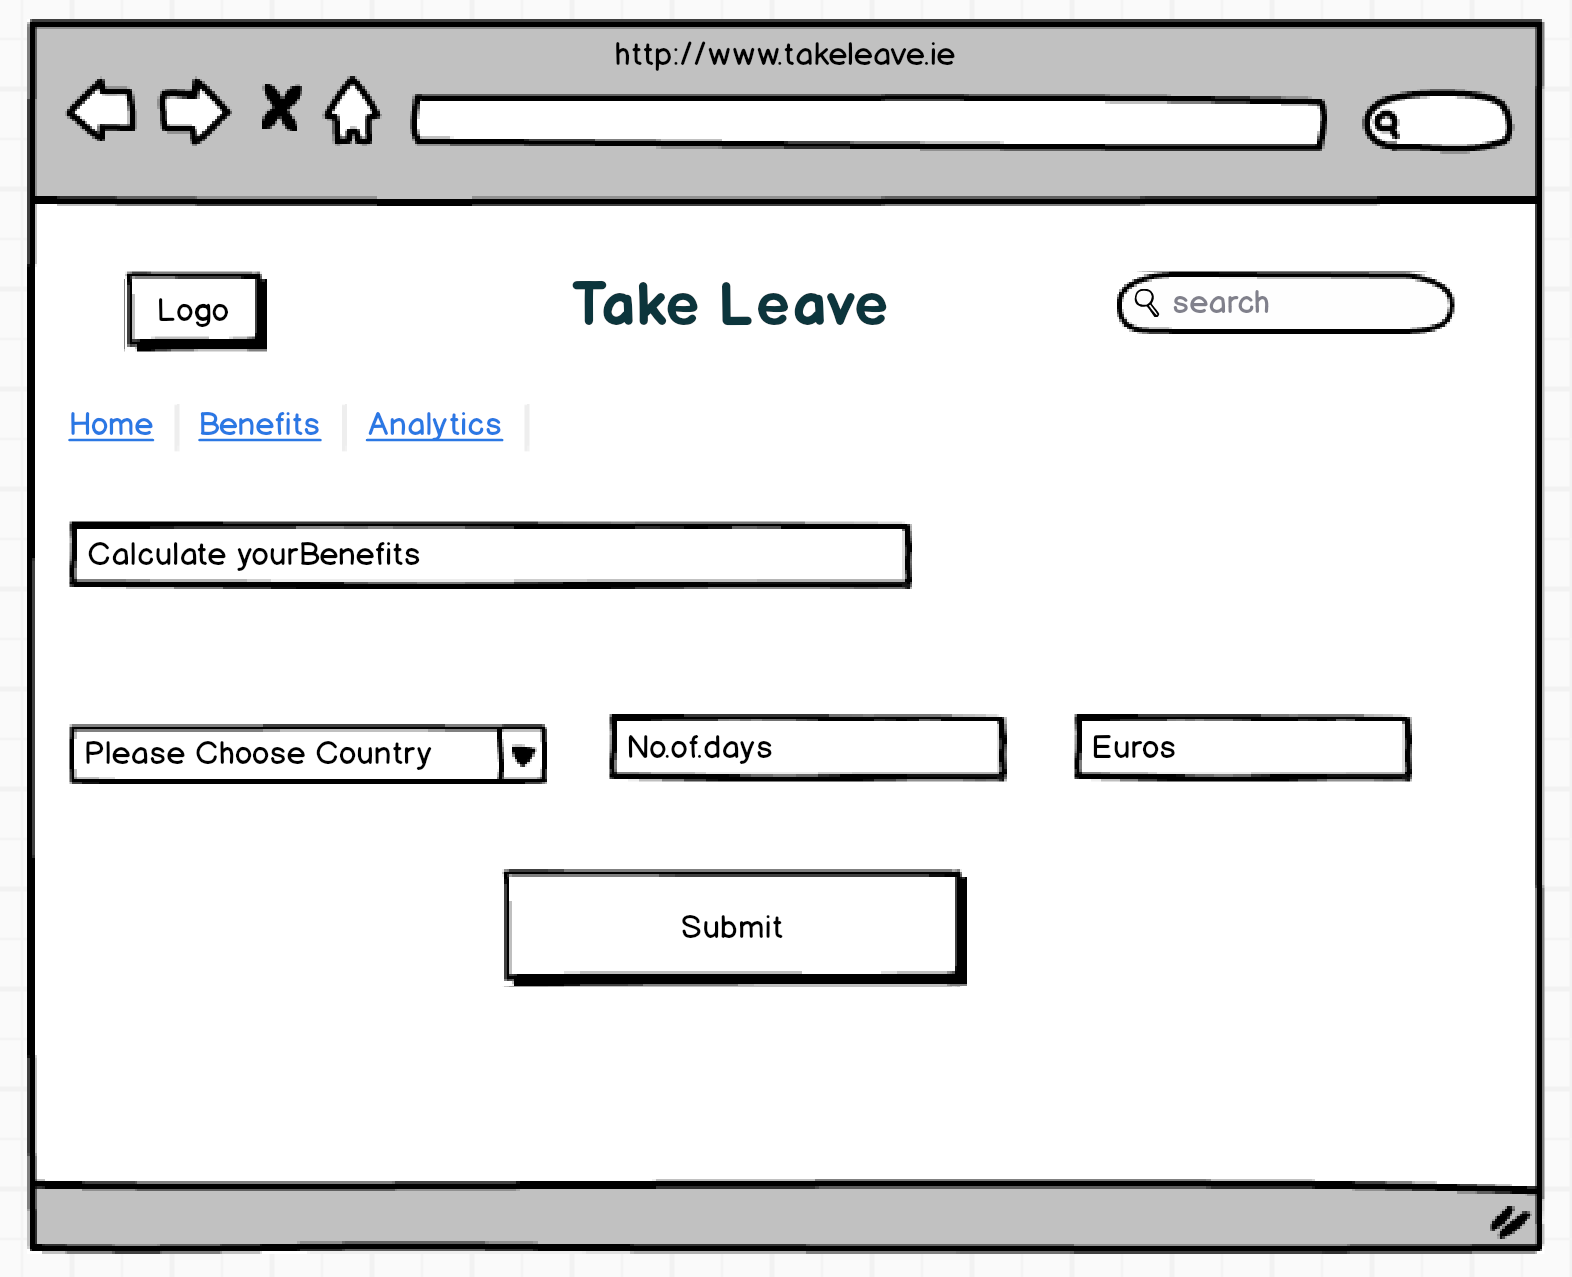 http://www.takeleave.ie
Logo
Take Leave
search
Home Benefits Analytics
Calculate yourBenefits
Please Choose Country
No.of.days
Euros
Submit